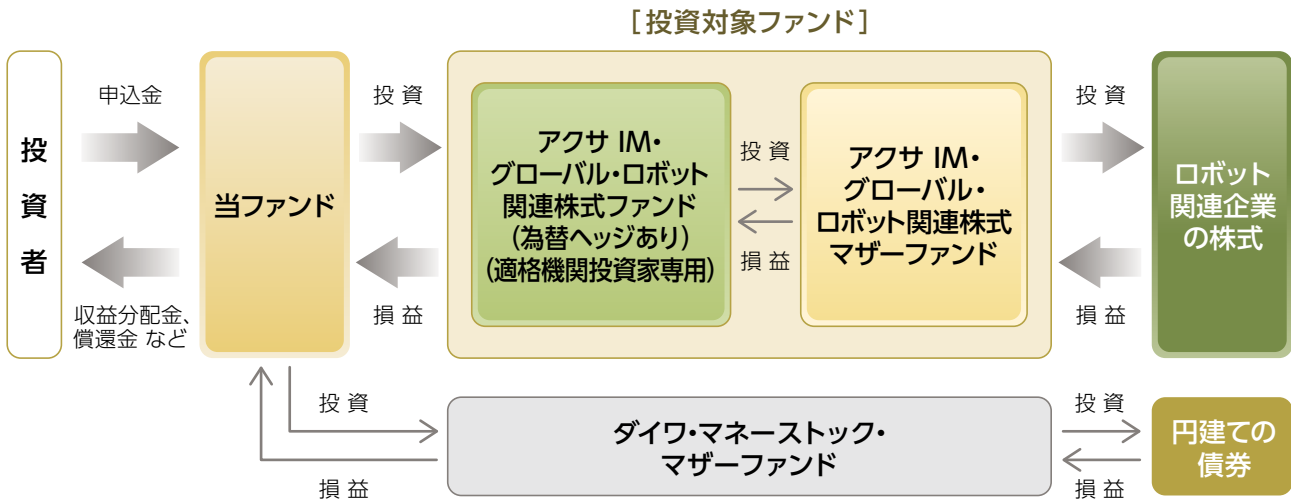 [投資対象ファンド]
投資者
申込金
収益分配金、
償還金 など
当ファンド
投 資
損 益
アクサ IM・
グローバル・ロボット
関連株式ファンド
(為替ヘッジあり)
(適格機関投資家専用)
投 資
損 益
アクサ IM・
グローバル・
ロボット関連株式
マザーファンド
投 資
損 益
ロボット
関連企業
の株式
投 資
損 益
ダイワ・マネーストック・
マザーファンド
投 資
損 益
円建ての
債券